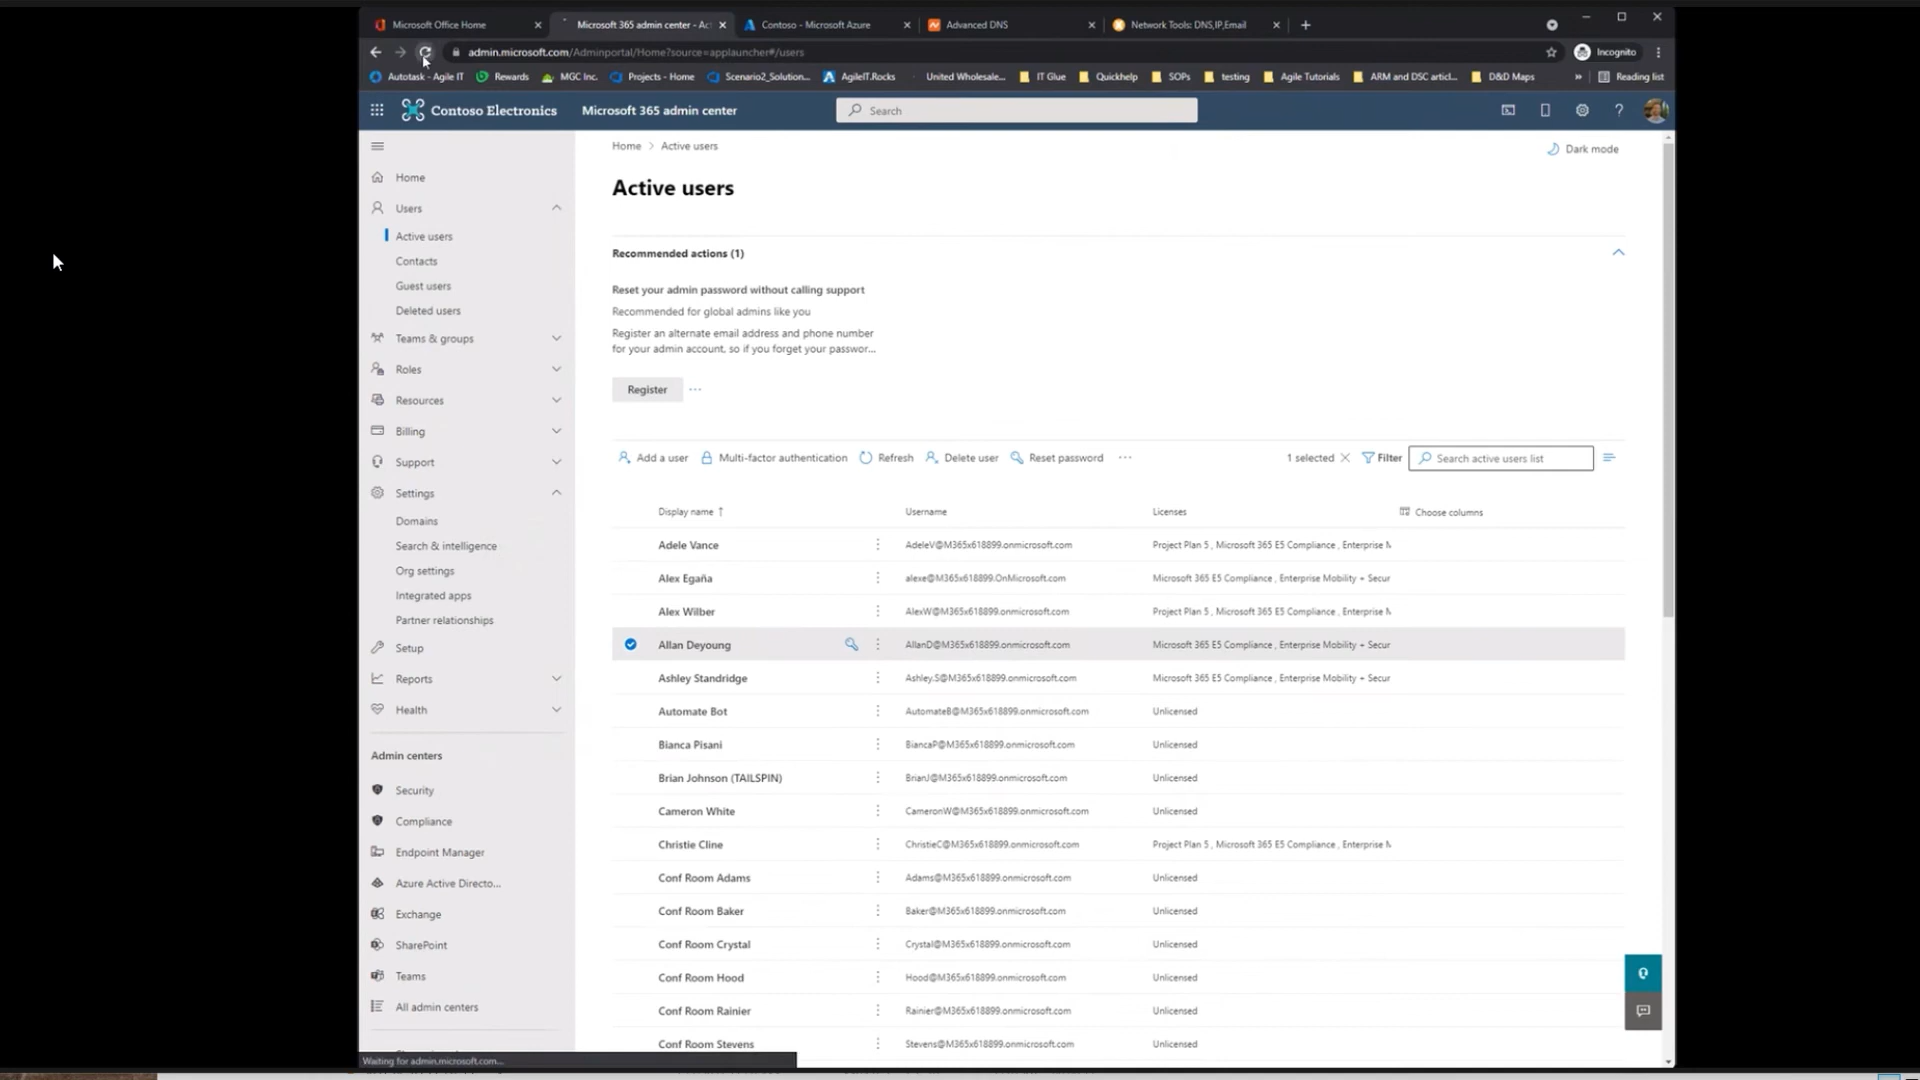 Microsoft Office Home
Microsoft 365 admin center - Ac
Contoso - Microsoft Azure
Advanced DNS
Network Tools: DNS,IP,Email
admin.microsoft.com/Adminportal/Home?source=applauncher#/users
Incognito
Autotask - Agile IT
Rewards
MGC Inc.
Projects - Home
Scenario2_Solution...
AgileIT.Rocks
United Wholesale...
IT Glue
Quickhelp
SOPs
testing
Agile Tutorials
ARM and DSC articl...
D&D Maps
»
Reading list
Contoso Electronics
Microsoft 365 admin center
Search
?
Home
Users
Active users
Contacts
Guest users
Deleted users
Teams & groups
Roles
Resources
Billing
Support
Settings
Domains
Search & intelligence
Org settings
Integrated apps
Partner relationships
Setup
Reports
Health
Admin centers
Security
Compliance
Endpoint Manager
Azure Active Directo...
Exchange
SharePoint
Teams
All admin centers
Waiting for admin.microsoft.com...
Home > Active users
Dark mode
Active users
Recommended actions (1)
Reset your admin password without calling support
Recommended for global admins like you
Register an alternate email address and phone number
for your admin account, so if you forget your passwor...
Register
Add a user
Multi-factor authentication
Refresh
Delete user
Reset password
1 selected
Filter
Search active users list
Display name ↑ Username Licenses Choose columns
Adele Vance AdeleV@M365x618899.onmicrosoft.com Project Plan 5 , Microsoft 365 E5 Compliance , Enterprise M
Alex Egaña alexe@M365x618899.OnMicrosoft.com Microsoft 365 E5 Compliance , Enterprise Mobility + Secur
Alex Wilber AlexW@M365x618899.onmicrosoft.com Project Plan 5 , Microsoft 365 E5 Compliance , Enterprise M
Allan Deyoung AllanD@M365x618899.onmicrosoft.com Microsoft 365 E5 Compliance , Enterprise Mobility + Secur
Ashley Standridge Ashley.S@M365x618899.onmicrosoft.com Microsoft 365 E5 Compliance , Enterprise Mobility + Secur
Automate Bot AutomateB@M365x618899.onmicrosoft.com Unlicensed
Bianca Pisani BiancaP@M365x618899.onmicrosoft.com Unlicensed
Brian Johnson (TAILSPIN) BrianJ@M365x618899.onmicrosoft.com Unlicensed
Cameron White CameronW@M365x618899.onmicrosoft.com Unlicensed
Christie Cline ChristieC@M365x618899.onmicrosoft.com Project Plan 5 , Microsoft 365 E5 Compliance , Enterprise M
Conf Room Adams Adams@M365x618899.onmicrosoft.com Unlicensed
Conf Room Baker Baker@M365x618899.onmicrosoft.com Unlicensed
Conf Room Crystal Crystal@M365x618899.onmicrosoft.com Unlicensed
Conf Room Hood Hood@M365x618899.onmicrosoft.com Unlicensed
Conf Room Rainier Rainier@M365x618899.onmicrosoft.com Unlicensed
Conf Room Stevens Stevens@M365x618899.onmicrosoft.com Unlicensed